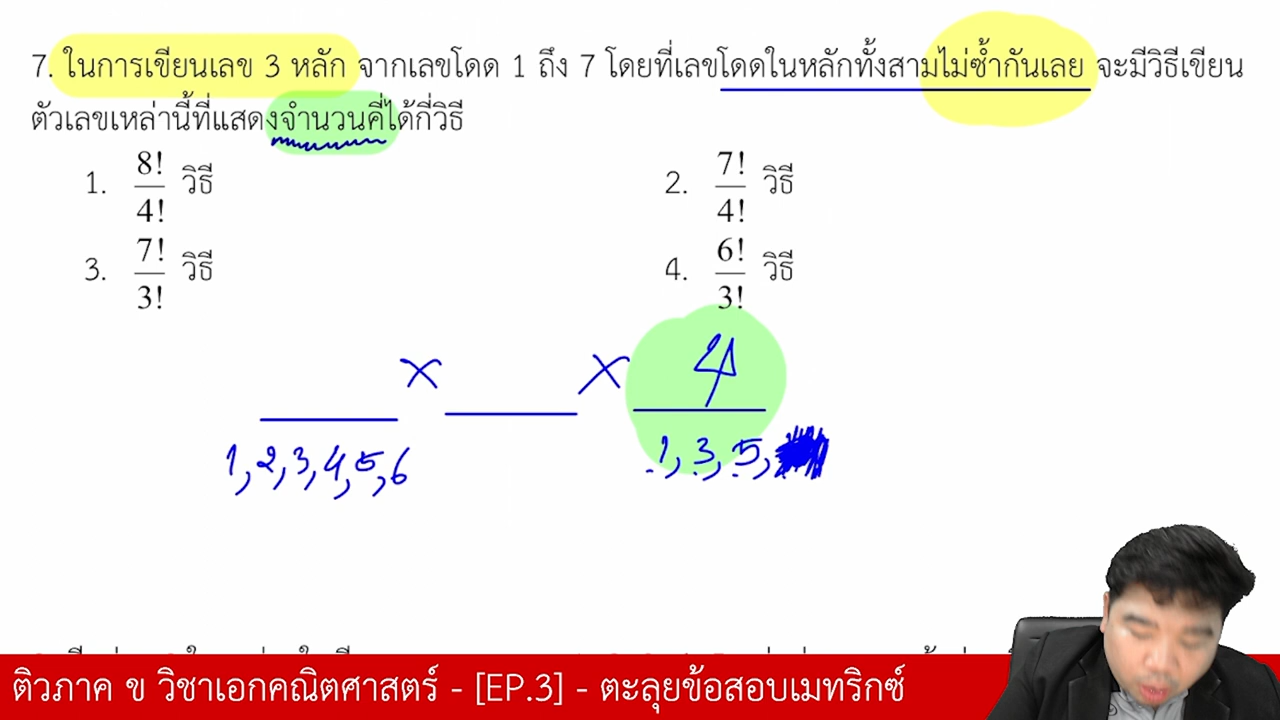 7. ในการเขียนเลข 3 หลัก จากเลขโดด 1 ถึง 7 โดยที่เลขโดดในหลักทั้งสามไม่ซ้ำกันเลย จะมีวิธีเขียน
ตัวเลขเหล่านี้ที่แสดงจำนวนคี่ได้กี่วิธี
1. 8!/4! วิธี
2. 7!/4! วิธี
3. 7!/3! วิธี
4. 6!/3! วิธี
× × 4
1,2,3,4,5,6
1, 3, 5,
ติวภาค ข วิชาเอกคณิตศาสตร์ - [EP.3] - ตะลุยข้อสอบเมทริกซ์